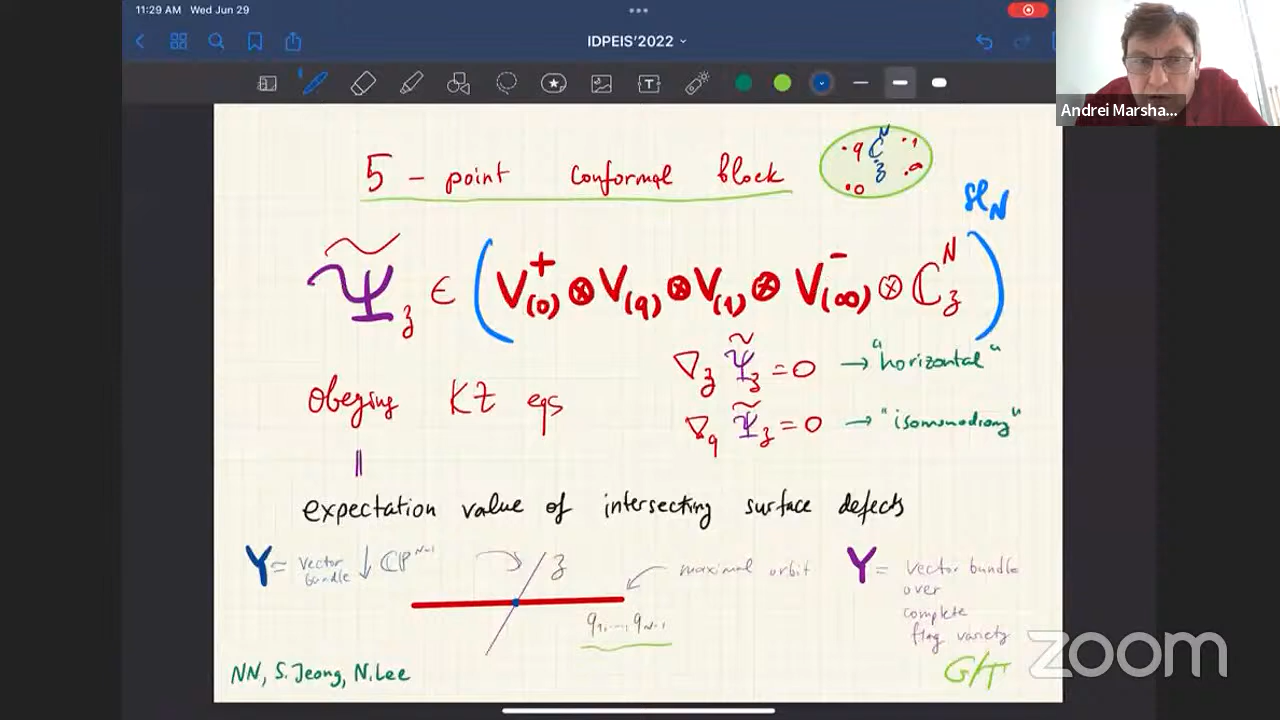 11:29 AM Wed Jun 29
IDPEIS'2022
Andrei Marsha...
5 - point conformal block
q ℂᴺ_z 1 ∞ 0
sl_N
Ψ̃_z ∈ ( V⁺_(0) ⊗ V_(q) ⊗ V_(1) ⊗ V⁻_(∞) ⊗ ℂᴺ_z )
∇_z Ψ̃_z = 0 → "horizontal"
obeying KZ eqs
∇_q Ψ̃_z = 0 → "isomonodromy"
||
expectation value of intersecting surface defects
Y = vector bundle ↓ ℂP^{N-1}
z
maximal orbit
q_1, ..., q_{N-1}
Y = vector bundle
over
complete
flag variety
G/T
NN, S. Jeong, N. Lee
zoom